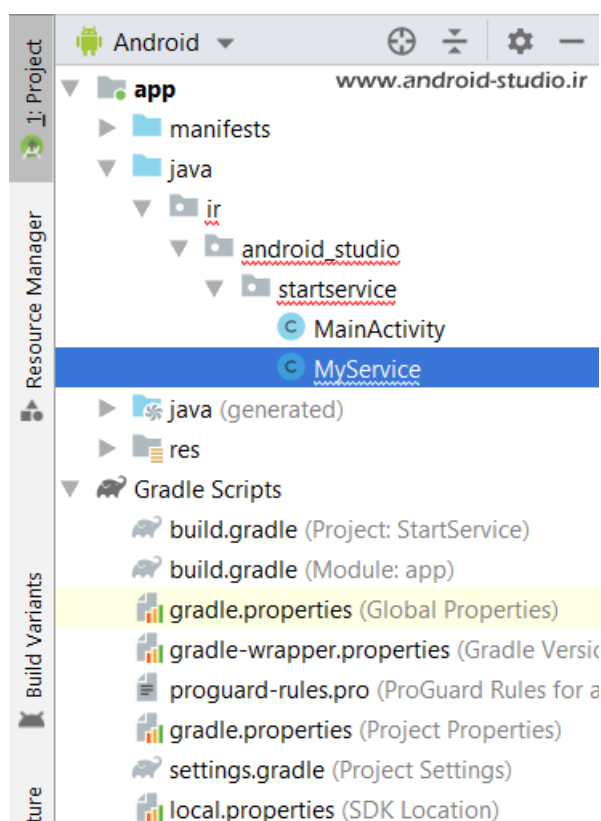 Android
www.android-studio.ir
app
manifests
java
ir
android_studio
startservice
MainActivity
MyService
java (generated)
res
Gradle Scripts
build.gradle (Project: StartService)
build.gradle (Module: app)
gradle.properties (Global Properties)
gradle-wrapper.properties (Gradle Versio
proguard-rules.pro (ProGuard Rules for a
gradle.properties (Project Properties)
settings.gradle (Project Settings)
local.properties (SDK Location)
1: Project
Resource Manager
Build Variants
ture